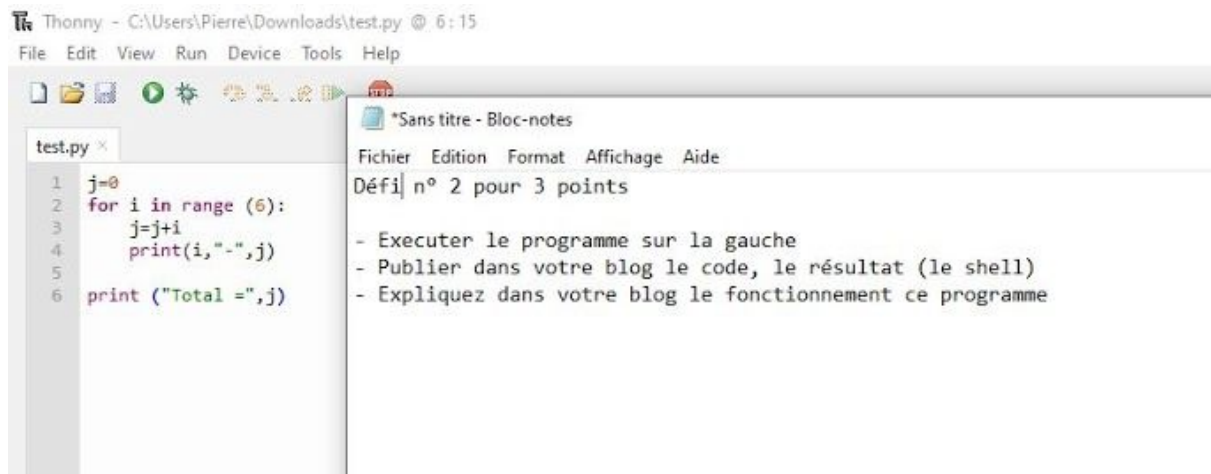 Thonny - C:\Users\Pierre\Downloads\test.py @ 6:15
File Edit View Run Device Tools Help
STOP
test.py ×
1 j=0
2 for i in range (6):
3     j=j+i
4     print(i,"-",j)
5
6 print ("Total =",j)
*Sans titre - Bloc-notes
Fichier Edition Format Affichage Aide
Défi nº 2 pour 3 points
- Executer le programme sur la gauche
- Publier dans votre blog le code, le résultat (le shell)
- Expliquez dans votre blog le fonctionnement ce programme